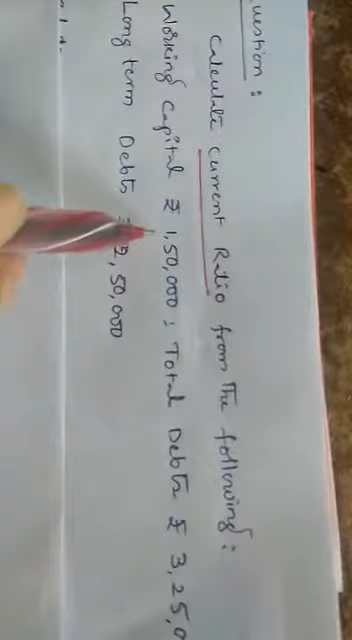 uestion :
Calculate Current Ratio from the following :
Working Capital ₹ 1,50,000 ; Total Debts ₹ 3,25,0
Long term Debts ₹ 2,50,000